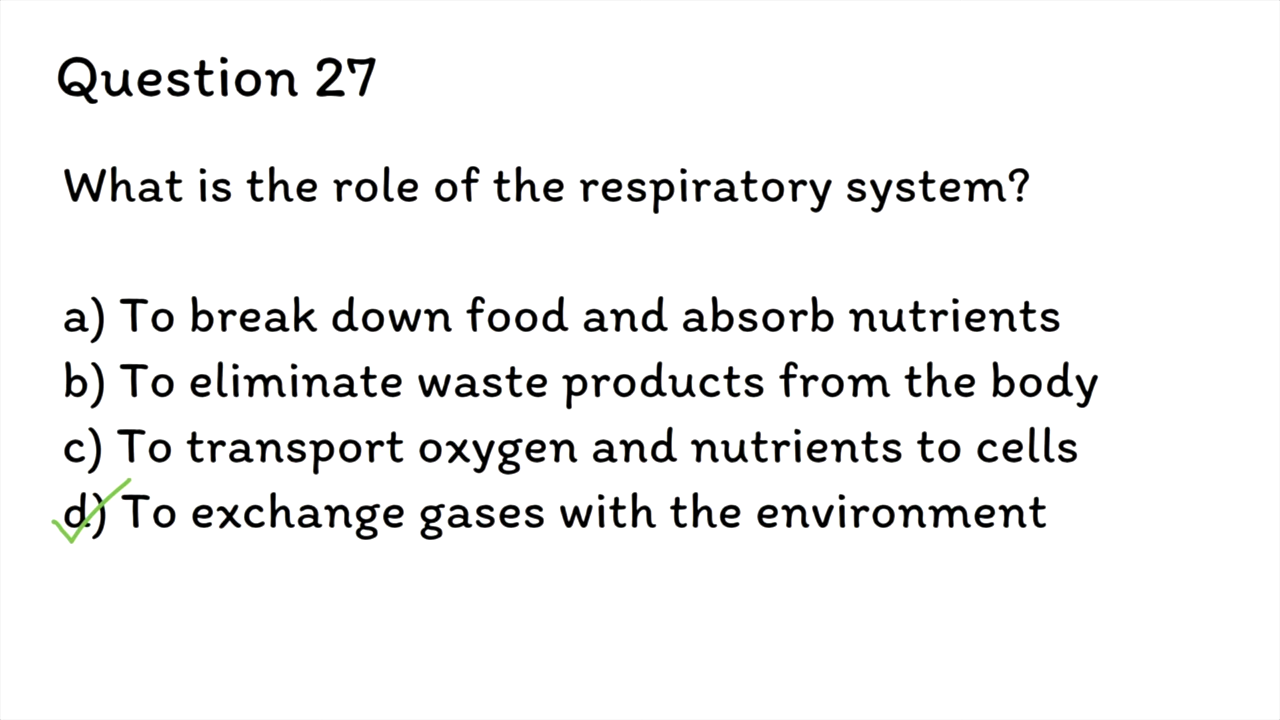 Question 27
What is the role of the respiratory system?
a) To break down food and absorb nutrients
b) To eliminate waste products from the body
c) To transport oxygen and nutrients to cells
d) To exchange gases with the environment